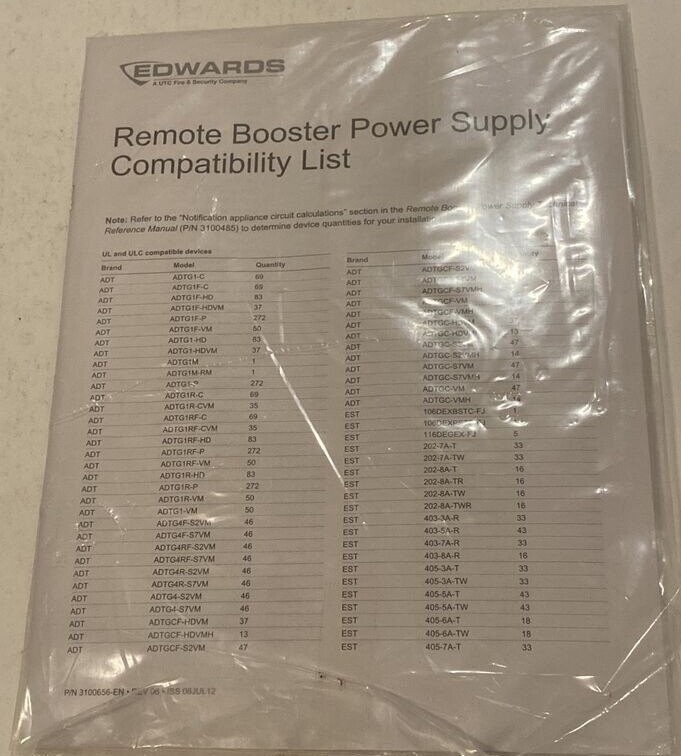 EDWARDS
A UTC Fire & Security Company
Remote Booster Power Supply
Compatibility List
Note: Refer to the "Notification appliance circuit calculations" section in the Remote Power Supply Technical
Reference Manual (P/N 3100485) to determine device quantities for your
UL and ULC compatible devices
Brand Model Quantity
ADT ADTG1-C 69
ADT ADTG1F-C 69
ADT ADTG1F-HD 83
ADT ADTG1F-HDVM 37
ADT ADTG1F-P 272
ADT ADTG1F-VM 50
ADT ADTG1-HD 83
ADT ADTG1-HDVM 37
ADT ADTG1M 1
ADT ADTG1M-RM 1
ADT ADTG1-P 272
ADT ADTG1R-C 69
ADT ADTG1R-CVM 35
ADT ADTG1RF-C 69
ADT ADTG1RF-CVM 35
ADT ADTG1RF-HD 83
ADT ADTG1RF-P 272
ADT ADTG1RF-VM 50
ADT ADTG1R-HD 83
ADT ADTG1R-P 272
ADT ADTG1R-VM 50
ADT ADTG1-VM 50
ADT ADTG4F-S2VM 46
ADT ADTG4F-S7VM 46
ADT ADTG4RF-S2VM 46
ADT ADTG4RF-S7VM 46
ADT ADTG4R-S2VM 46
ADT ADTG4R-S7VM 46
ADT ADTG4-S2VM 46
ADT ADTG4-S7VM 46
ADT ADTGCF-HDVM 37
ADT ADTGCF-HDVMH 13
ADT ADTGCF-S2VM 47
Brand
ADT
ADT
ADT ADTGCF-S7VMH
ADT
ADT
ADT
ADT 13
ADT 47
ADT ADTGC-S2VMH 14
ADT ADTGC-S7VM 47
ADT ADTGC-S7VMH 14
ADT ADTGC-VM 47
ADT ADTGC-VMH
EST 106DEXBSTC-FJ
EST
EST 116DEGEX-FJ 5
EST 202-7A-T 33
EST 202-7A-TW 33
EST 202-8A-T 16
EST 202-8A-TR 16
EST 202-8A-TW 16
EST 202-8A-TWR 16
EST 403-3A-R 33
EST 403-5A-R 43
EST 403-7A-R 33
EST 403-8A-R 16
EST 405-3A-T 33
EST 405-3A-TW 33
EST 405-5A-T 43
EST 405-5A-TW 43
EST 405-6A-T 18
EST 405-6A-TW 18
EST 405-7A-T 33
P/N 3100656-EN • REV 06 • ISS 06JUL12